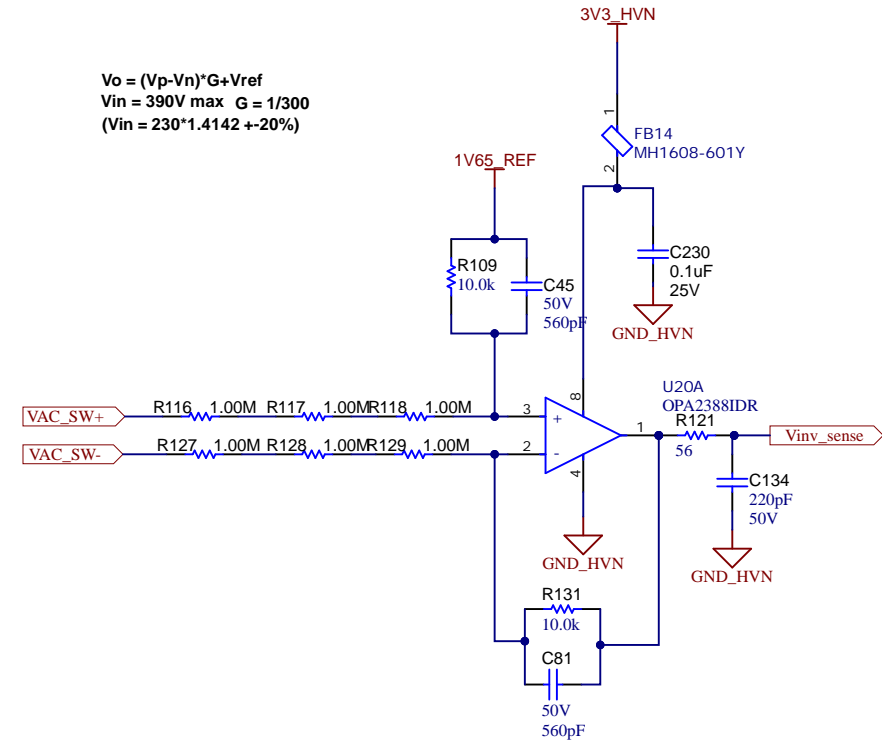 3V3_HVN
Vo = (Vp-Vn)*G+Vref
Vin = 390V max G = 1/300
(Vin = 230*1.4142 +-20%)
1
FB14
MH1608-601Y
2
1V65_REF
R109
10.0k
C45
50V
560pF
C230
0.1uF
25V
GND_HVN
VAC_SW+
R116 1.00M R117 1.00M R118 1.00M
3
+
8
U20A
OPA2388IDR
VAC_SW-
R127 1.00M R128 1.00M R129 1.00M
2
-
4
1
R121
56
Vinv_sense
C134
220pF
50V
GND_HVN
GND_HVN
R131
10.0k
C81
50V
560pF